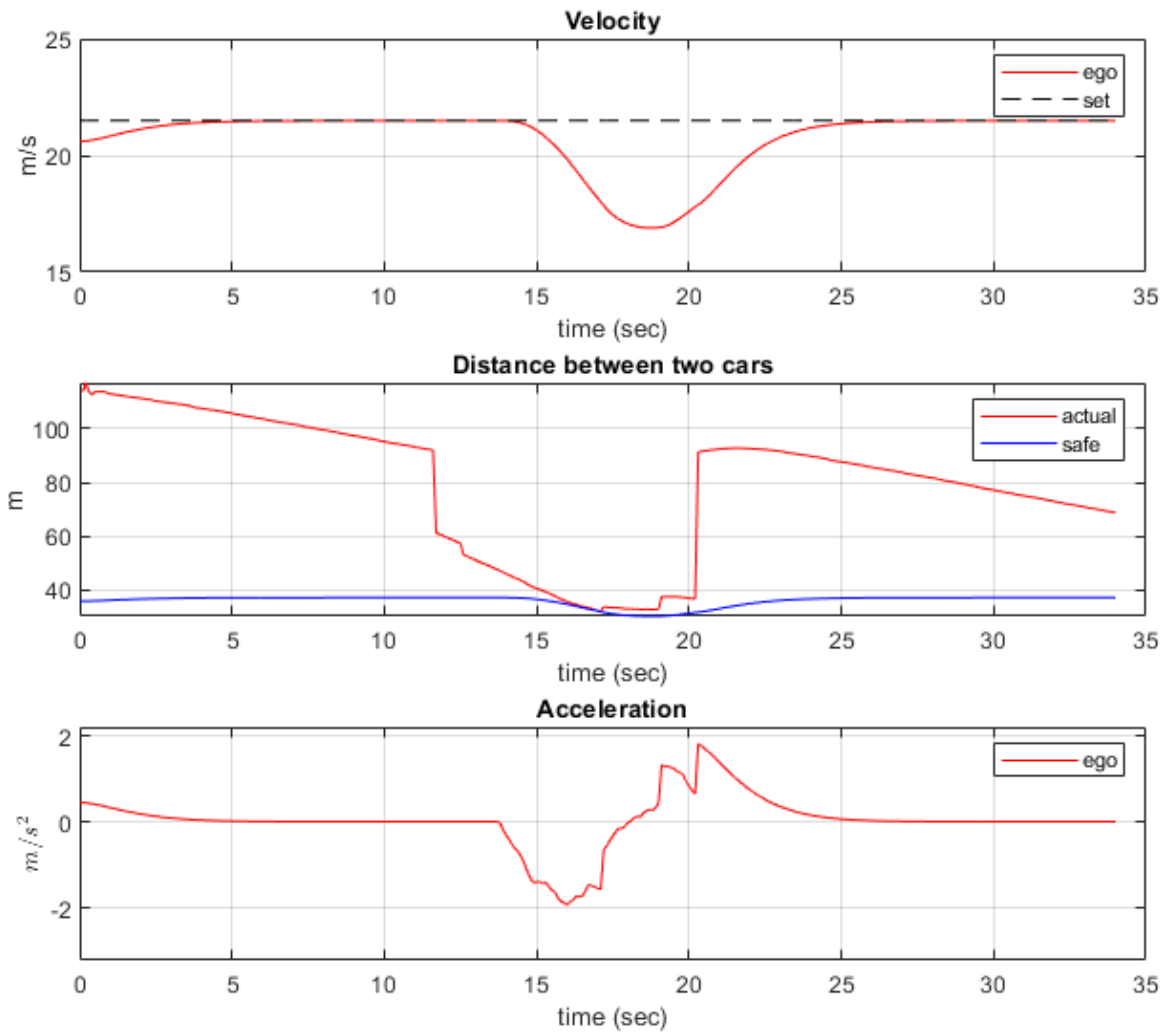 Velocity
25
20
15
m/s
ego
set
0 5 10 15 20 25 30 35
time (sec)
Distance between two cars
100
80
60
40
m
actual
safe
0 5 10 15 20 25 30 35
time (sec)
Acceleration
2
0
-2
m/s²
ego
0 5 10 15 20 25 30 35
time (sec)